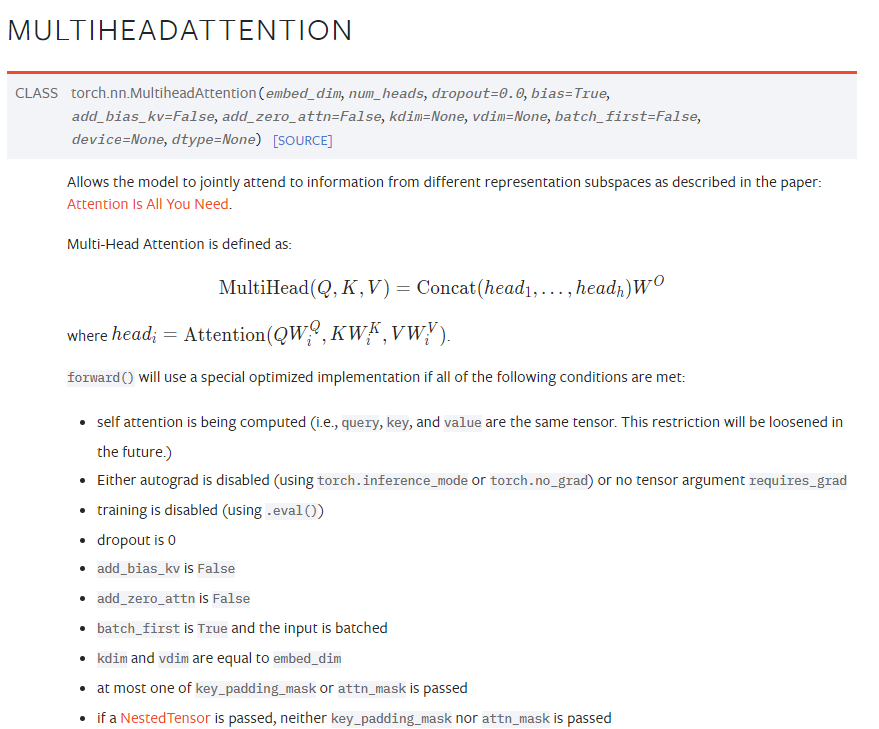 MULTIHEADATTENTION
CLASS torch.nn.MultiheadAttention(embed_dim, num_heads, dropout=0.0, bias=True,
add_bias_kv=False, add_zero_attn=False, kdim=None, vdim=None, batch_first=False,
device=None, dtype=None) [SOURCE]
Allows the model to jointly attend to information from different representation subspaces as described in the paper:
Attention Is All You Need.
Multi-Head Attention is defined as:
MultiHead(Q, K, V) = Concat(head₁, . . . , headₕ)W^O
where headᵢ = Attention(QWᵢ^Q, KWᵢ^K, VWᵢ^V).
forward() will use a special optimized implementation if all of the following conditions are met:
• self attention is being computed (i.e., query, key, and value are the same tensor. This restriction will be loosened in
the future.)
• Either autograd is disabled (using torch.inference_mode or torch.no_grad) or no tensor argument requires_grad
• training is disabled (using .eval())
• dropout is 0
• add_bias_kv is False
• add_zero_attn is False
• batch_first is True and the input is batched
• kdim and vdim are equal to embed_dim
• at most one of key_padding_mask or attn_mask is passed
• if a NestedTensor is passed, neither key_padding_mask nor attn_mask is passed